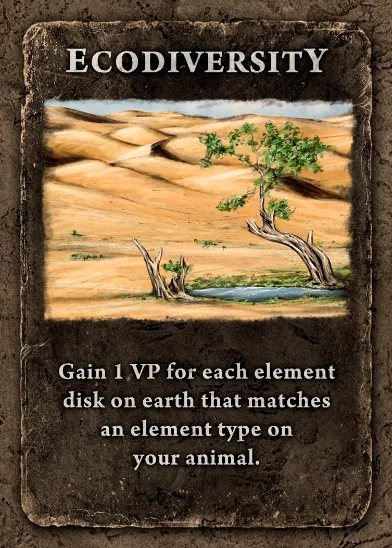 ECODIVERSITY
Gain 1 VP for each element
disk on earth that matches
an element type on
your animal.